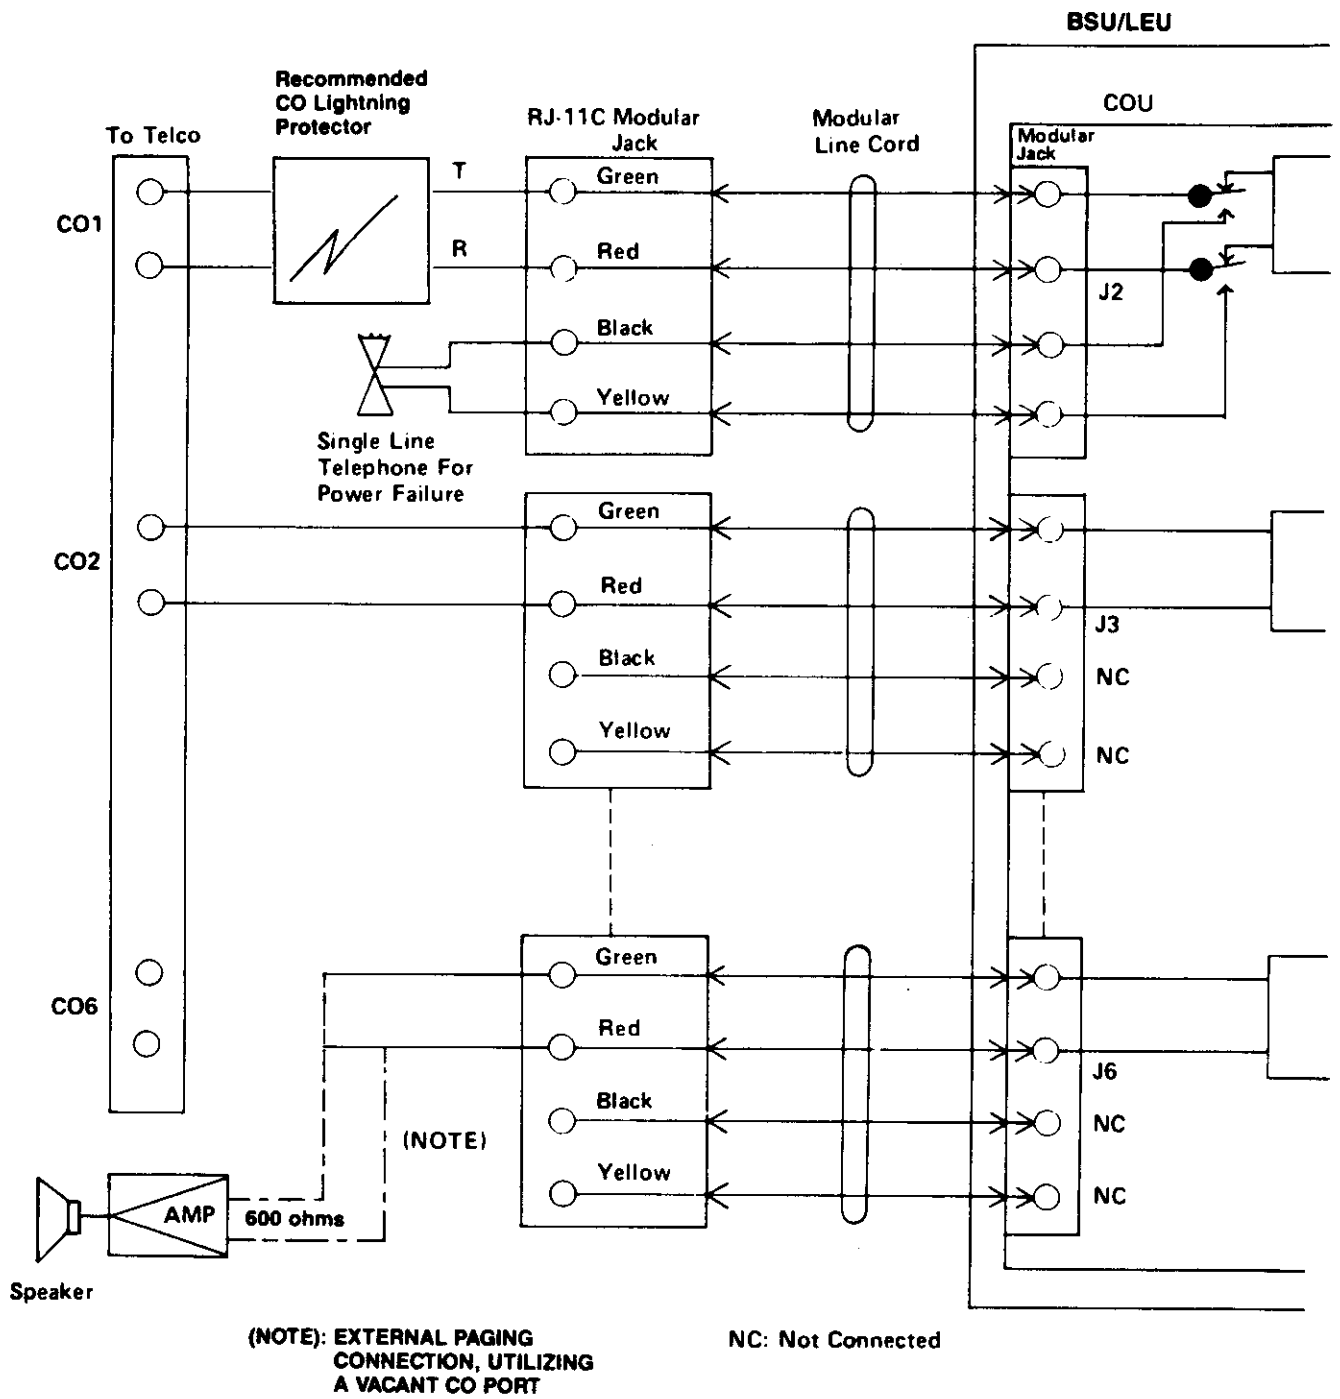 BSU/LEU
Recommended
CO Lightning
Protector
To Telco
RJ-11C Modular
Jack
Modular
Line Cord
COU
Modular
Jack
T
Green
CO1
R
Red
J2
Black
Yellow
Single Line
Telephone For
Power Failure
Green
CO2
Red
J3
Black
NC
Yellow
NC
Green
CO6
Red
J6
Black
NC
(NOTE)
Yellow
NC
AMP
600 ohms
Speaker
(NOTE): EXTERNAL PAGING
CONNECTION, UTILIZING
A VACANT CO PORT
NC: Not Connected